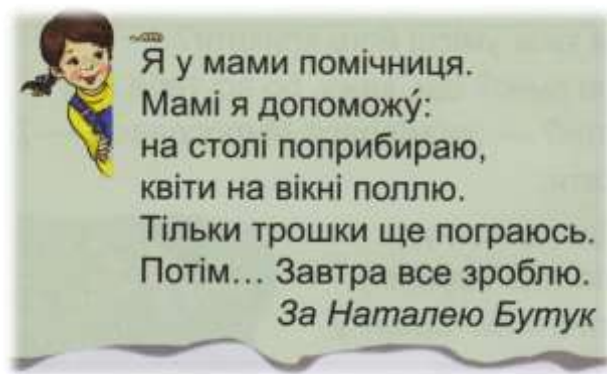 Я у мами помічниця.
Мамі я допоможу́:
на столі поприбираю,
квіти на вікні поллю.
Тільки трошки ще пограюсь.
Потім... Завтра все зроблю.
За Наталею Бутук